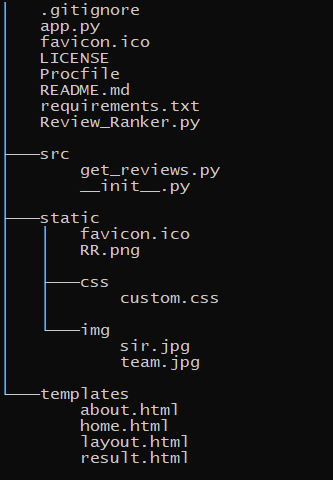 .gitignore
app.py
favicon.ico
LICENSE
Procfile
README.md
requirements.txt
Review_Ranker.py
src
get_reviews.py
__init__.py
static
favicon.ico
RR.png
css
custom.css
img
sir.jpg
team.jpg
templates
about.html
home.html
layout.html
result.html